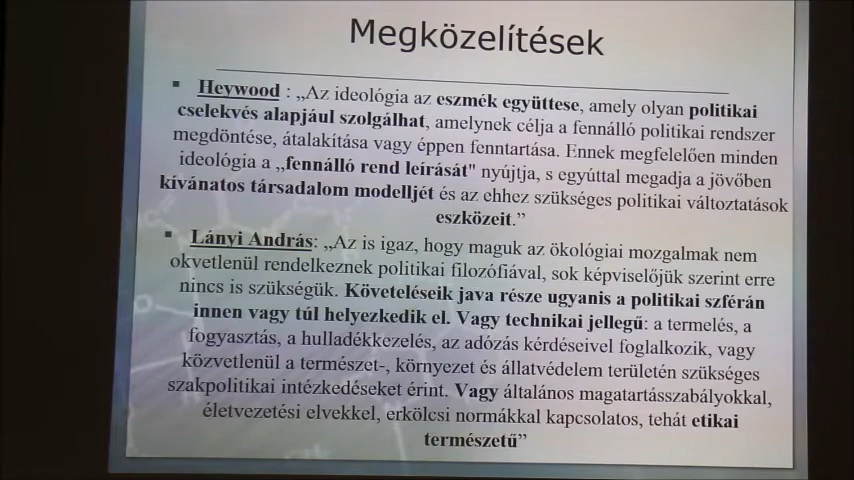 Megközelítések
▪ Heywood : „Az ideológia az eszmék együttese, amely olyan politikai
cselekvés alapjául szolgálhat, amelynek célja a fennálló politikai rendszer
megdöntése, átalakítása vagy éppen fenntartása. Ennek megfelelően minden
ideológia a „fennálló rend leírását" nyújtja, s egyúttal megadja a jövőben
kívánatos társadalom modelljét és az ehhez szükséges politikai változtatások
eszközeit.”
▪ Lányi András: „Az is igaz, hogy maguk az ökológiai mozgalmak nem
okvetlenül rendelkeznek politikai filozófiával, sok képviselőjük szerint erre
nincs is szükségük. Követeléseik java része ugyanis a politikai szférán
innen vagy túl helyezkedik el. Vagy technikai jellegű: a termelés, a
fogyasztás, a hulladékkezelés, az adózás kérdéseivel foglalkozik, vagy
közvetlenül a természet-, környezet és állatvédelem területén szükséges
szakpolitikai intézkedéseket érint. Vagy általános magatartásszabályokkal,
életvezetési elvekkel, erkölcsi normákkal kapcsolatos, tehát etikai
természetű”